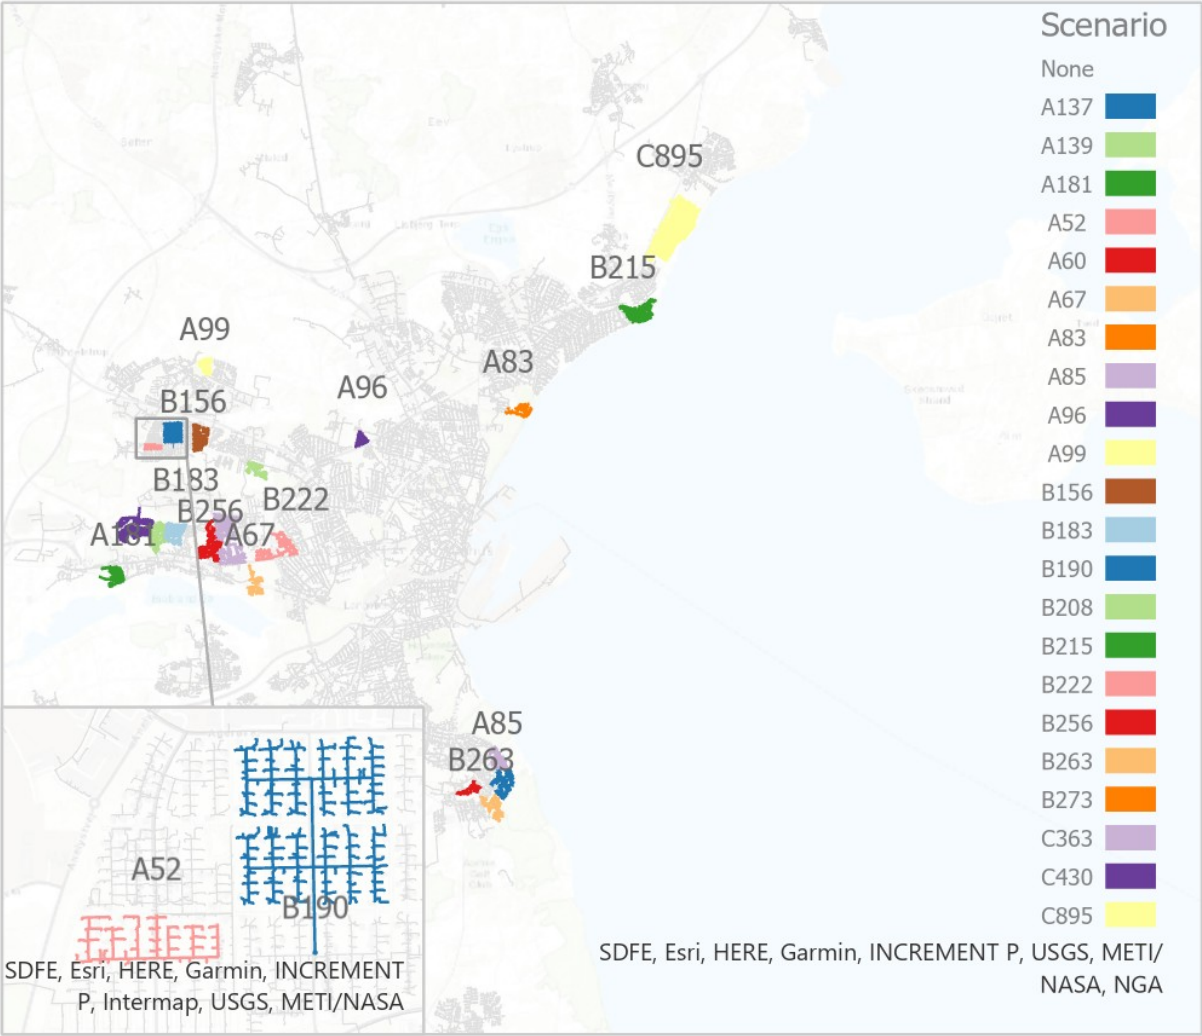 Scenario
None
A137
A139
A181
A52
A60
A67
A83
A85
A96
A99
B156
B183
B190
B208
B215
B222
B256
B263
B273
C363
C430
C895
C895
B215
A99
A83
A96
B156
B183
B256
B222
A181
A67
A85
B263
A52
B190
SDFE, Esri, HERE, Garmin, INCREMENT
P, Intermap, USGS, METI/NASA
SDFE, Esri, HERE, Garmin, INCREMENT P, USGS, METI/
NASA, NGA